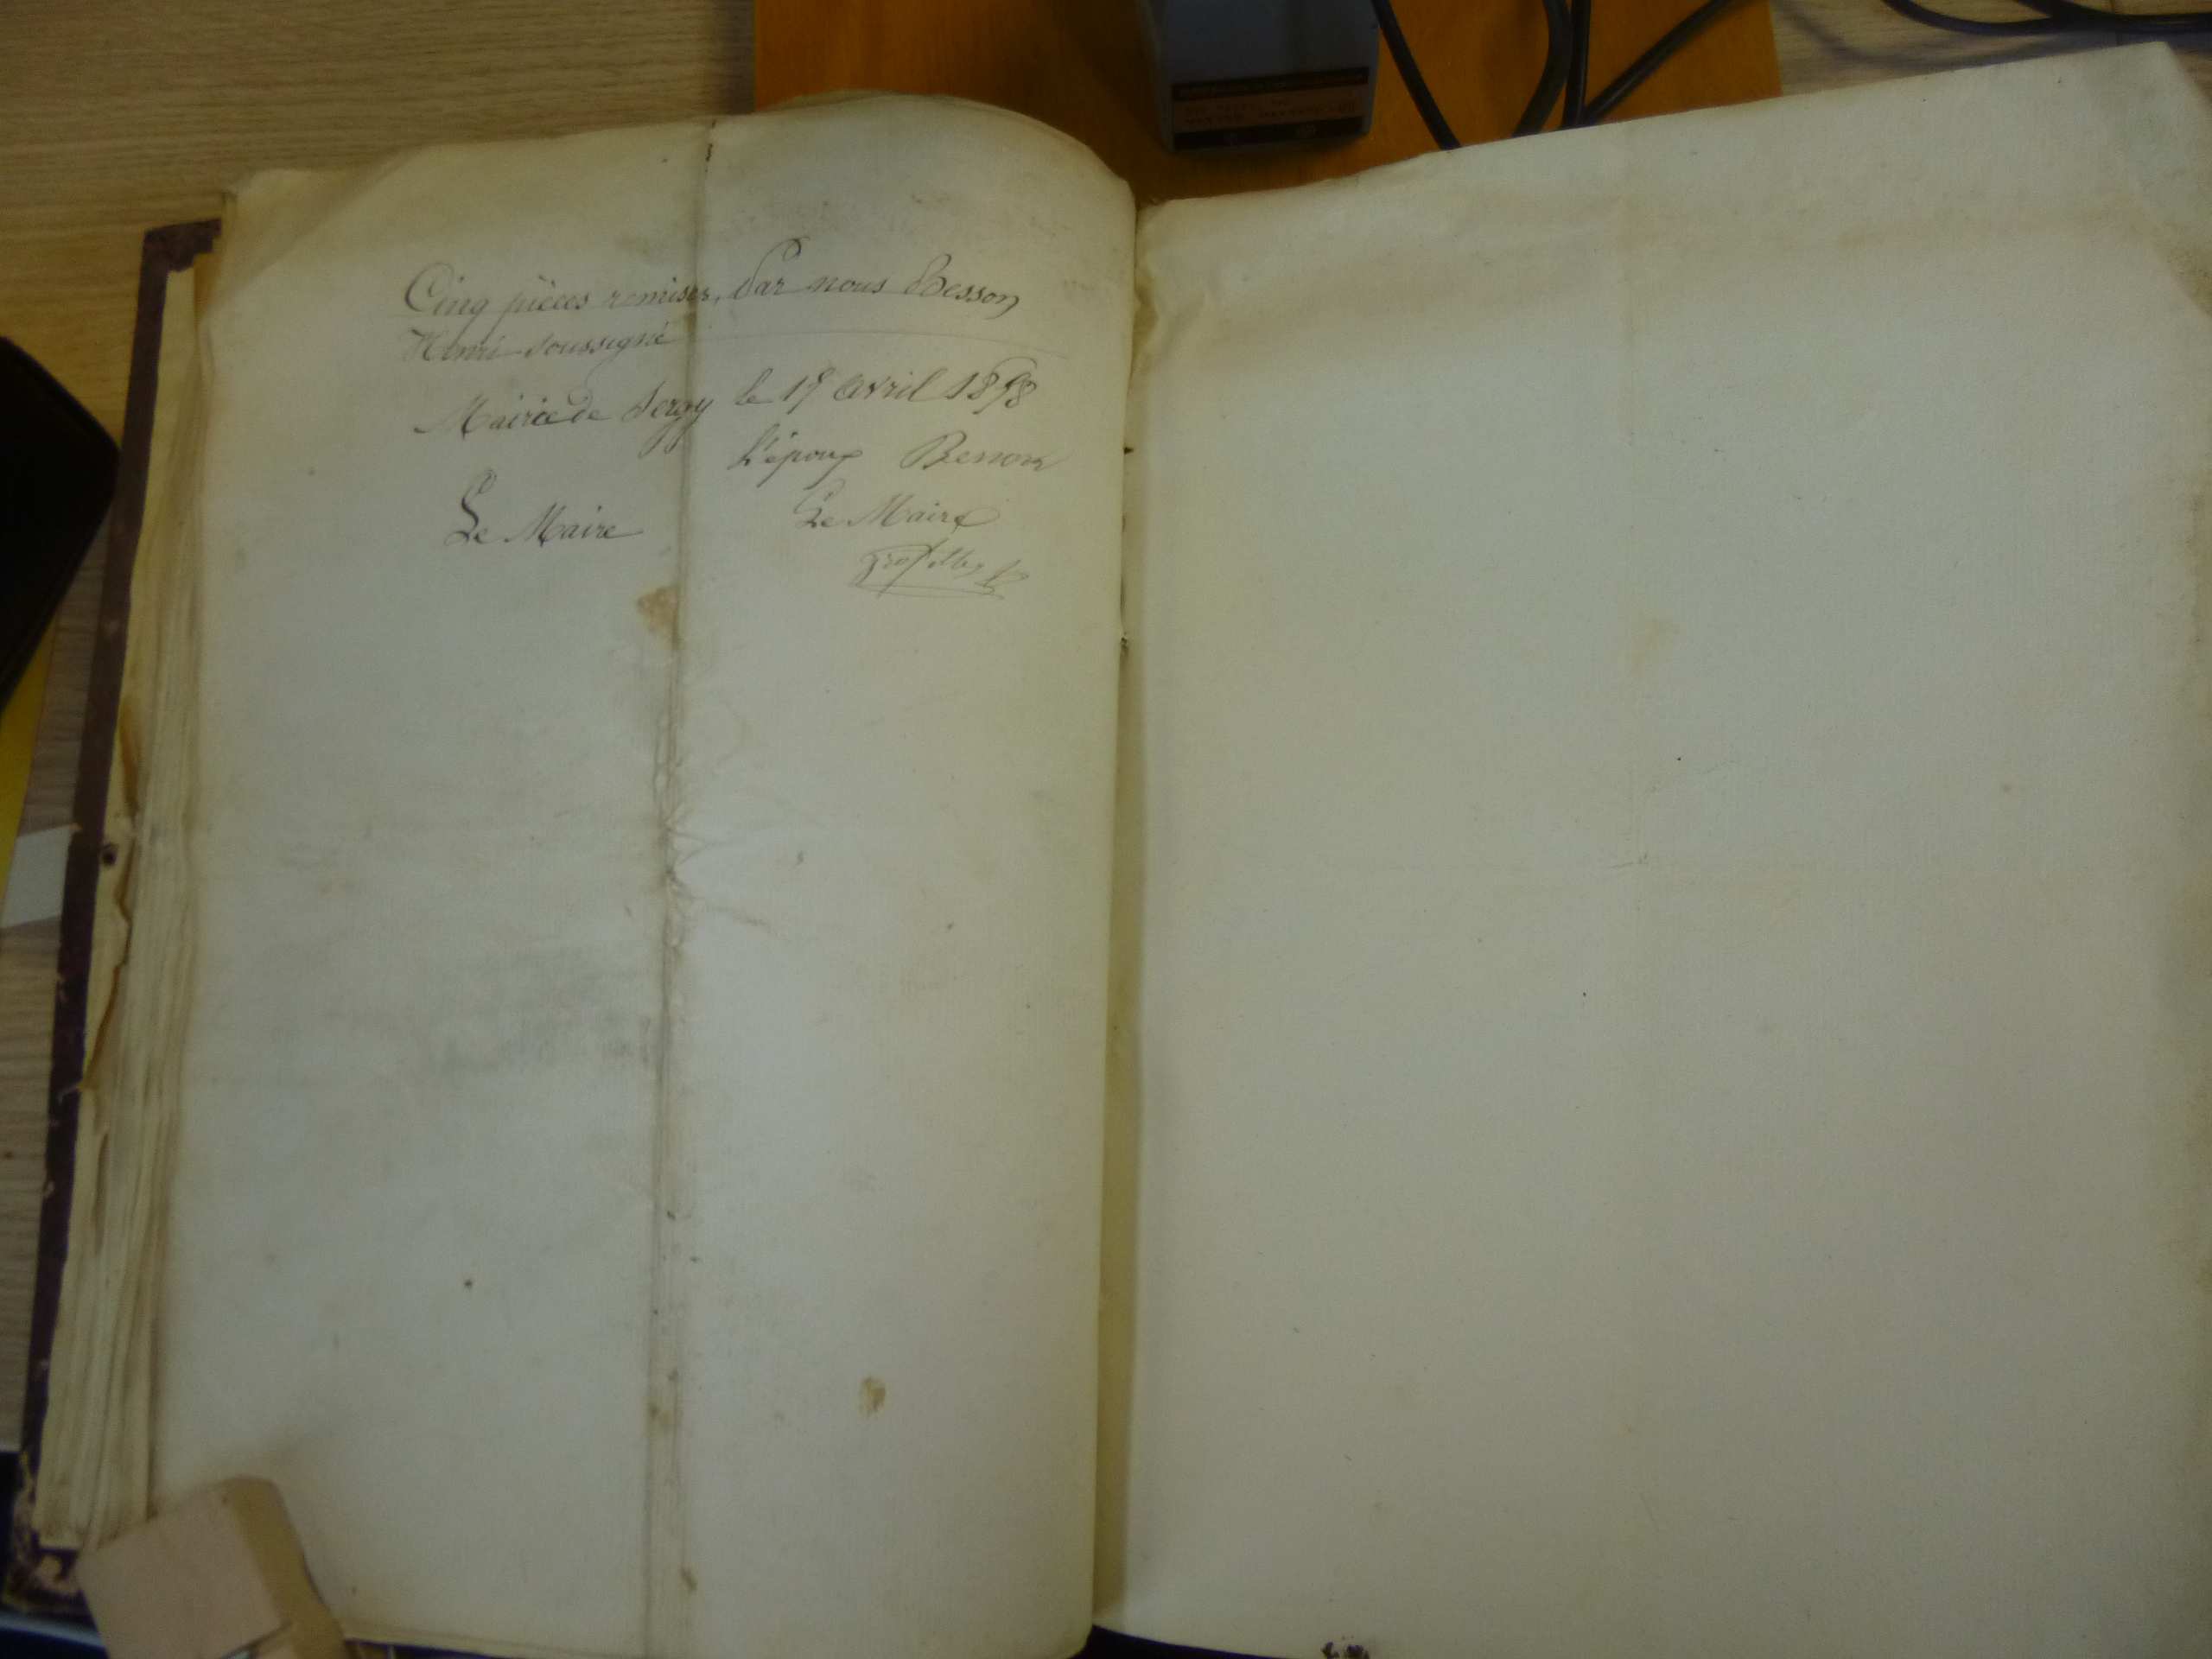 Cinq pièces remises, Par nous Besson
Henri soussigné
Mairie de Sergy le 19 avril 1898
L'époux Besson
Le Maire Le Maire